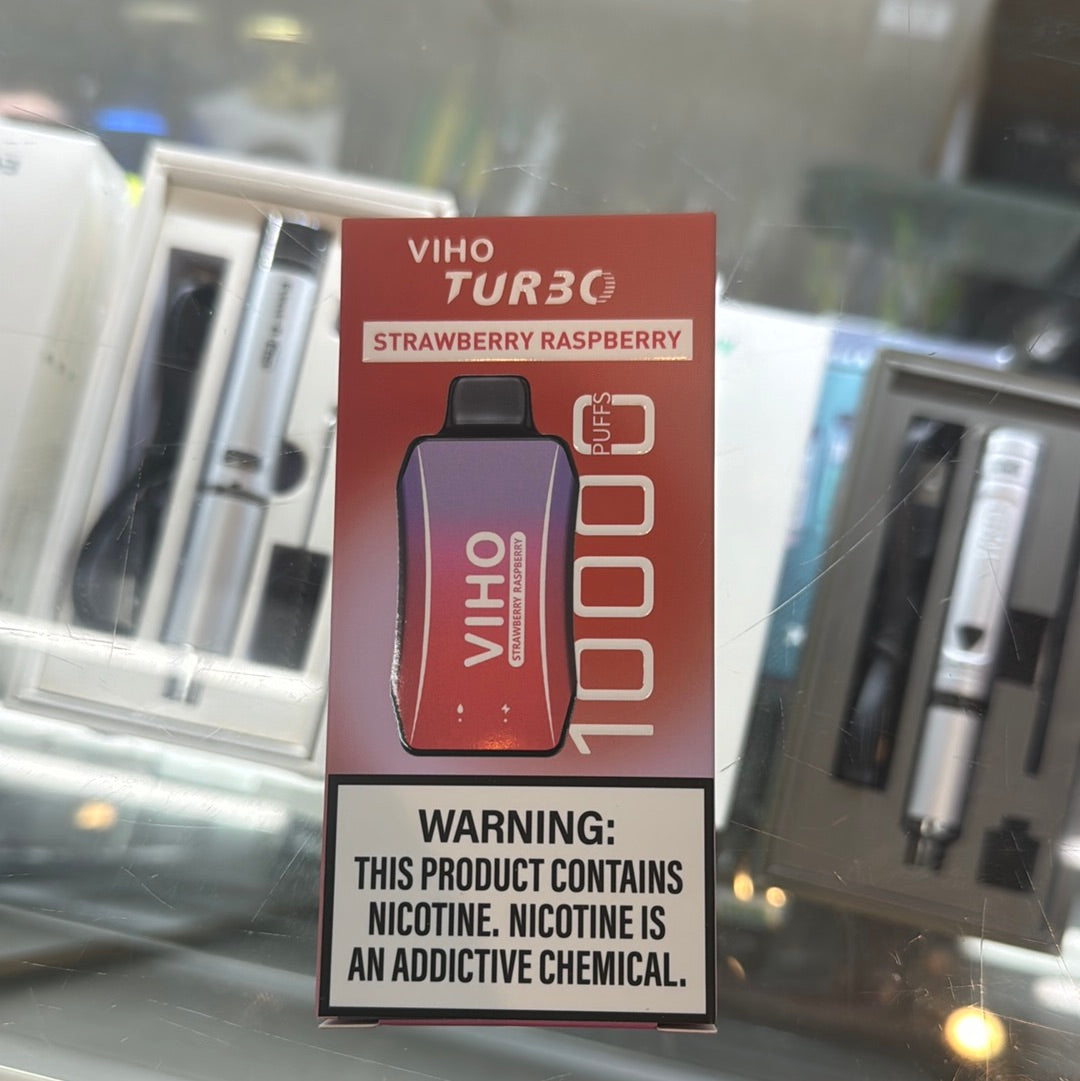 VIHO
TURBO
STRAWBERRY RASPBERRY
10000
PUFFS
VIHO
STRAWBERRY RASPBERRY
WARNING:
THIS PRODUCT CONTAINS
NICOTINE. NICOTINE IS
AN ADDICTIVE CHEMICAL.